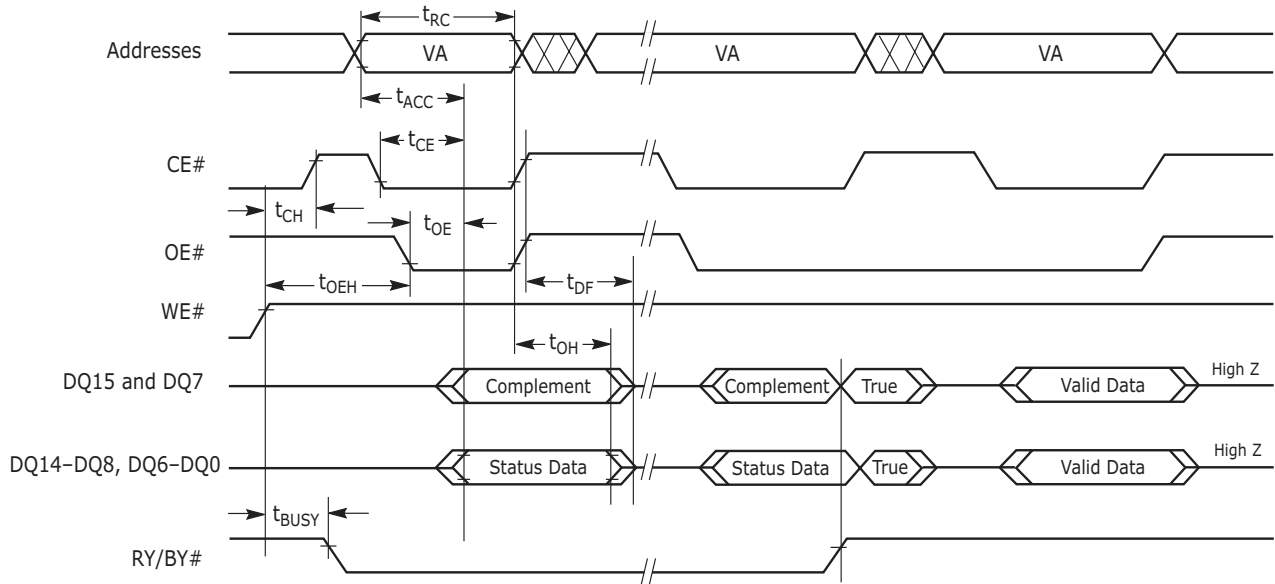 tRC
Addresses VA VA VA
tACC
tCE
CE#
tCH tOE
OE#
tOEH tDF
WE#
tOH
DQ15 and DQ7 Complement Complement True Valid Data High Z
DQ14–DQ8, DQ6–DQ0 Status Data Status Data True Valid Data High Z
tBUSY
RY/BY#